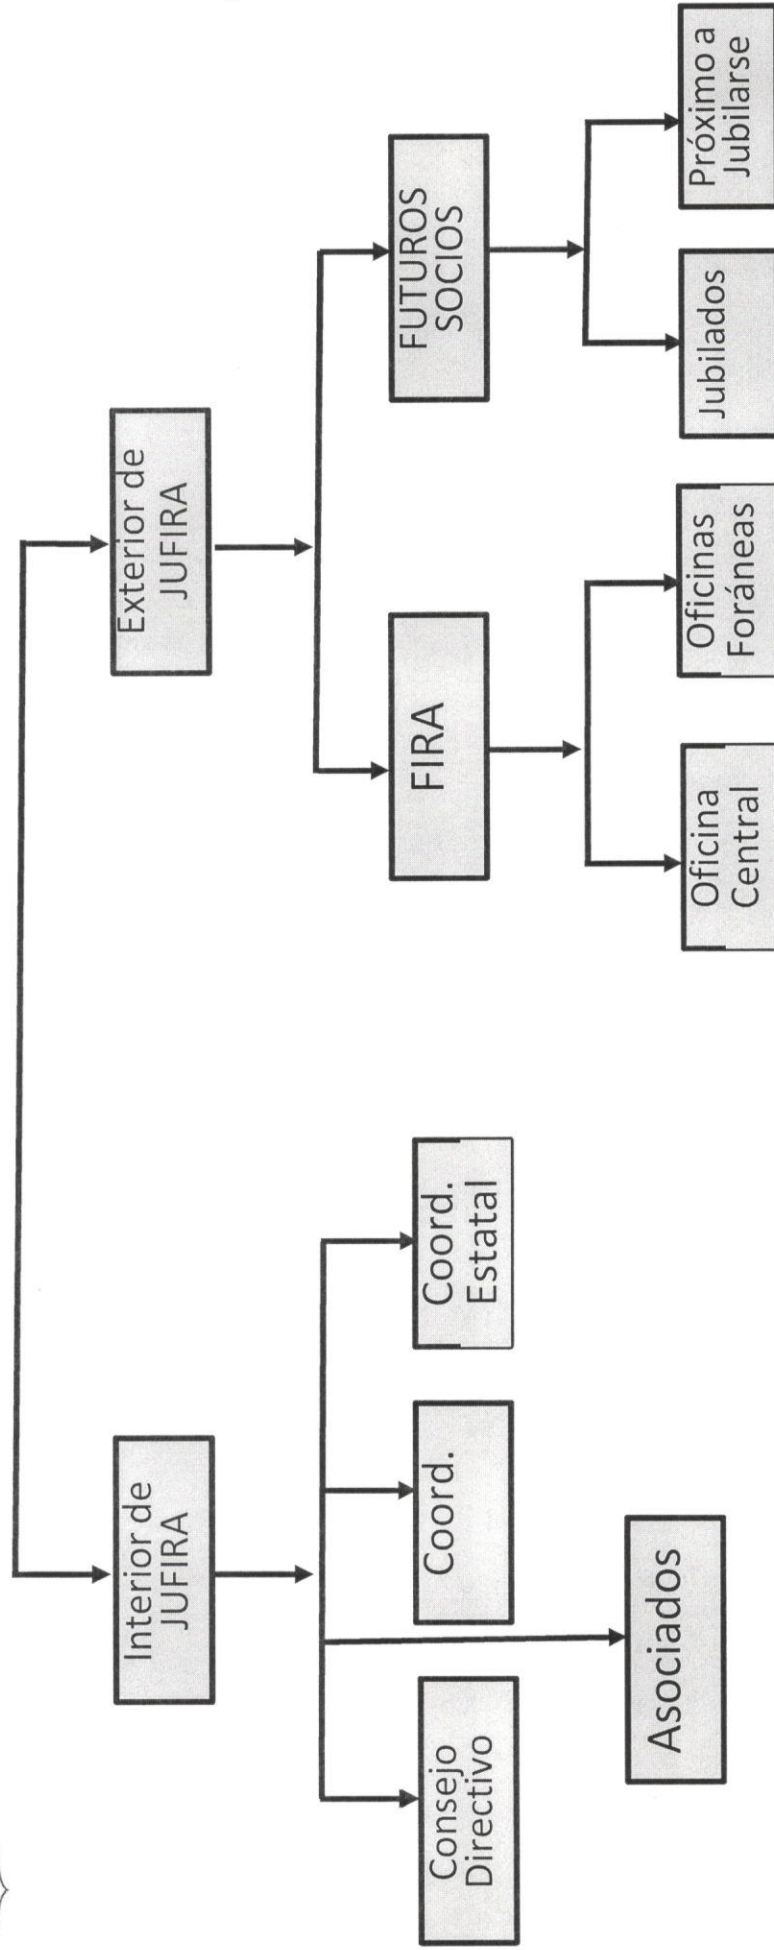 Interior de
JUFIRA
Exterior de
JUFIRA
Consejo
Directivo
Coord.
Coord.
Estatal
Asociados
FIRA
FUTUROS
SOCIOS
Oficina
Central
Oficinas
Foráneas
Jubilados
Próximo a
Jubilarse